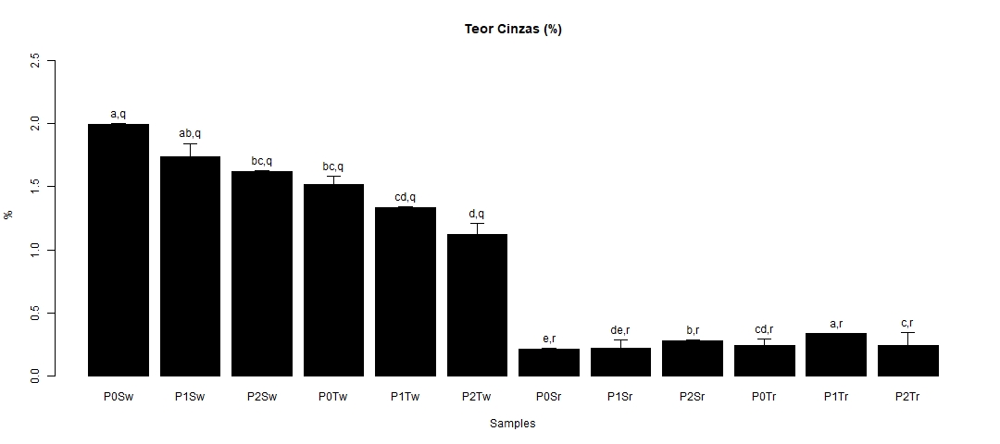 Teor Cinzas (%)
2.5
2.0
1.5
1.0
0.5
0.0
%
a,q
ab,q
bc,q
bc,q
cd,q
d,q
e,r
de,r
b,r
cd,r
a,r
c,r
P0Sw
P1Sw
P2Sw
P0Tw
P1Tw
P2Tw
P0Sr
P1Sr
P2Sr
P0Tr
P1Tr
P2Tr
Samples